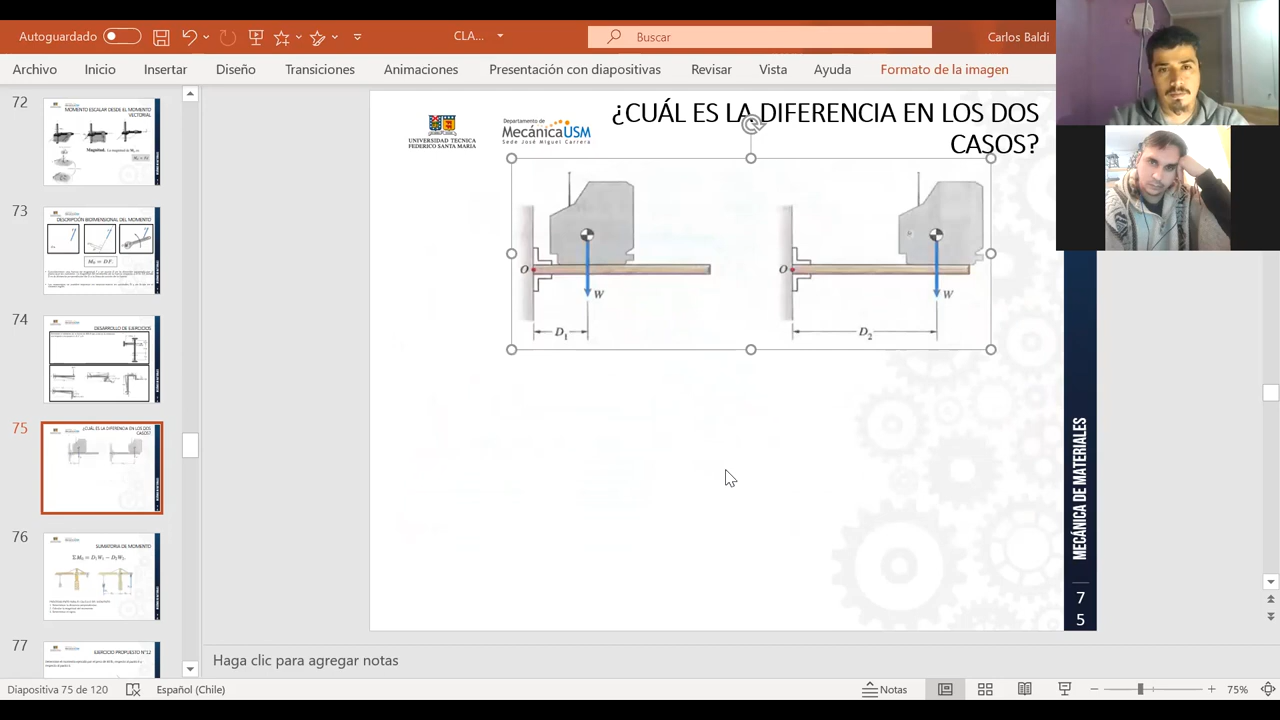 Autoguardado
CLA...
Buscar
Carlos Baldi
Archivo
Inicio
Insertar
Diseño
Transiciones
Animaciones
Presentación con diapositivas
Revisar
Vista
Ayuda
Formato de la imagen
72
MOMENTO ESCALAR DESDE EL MOMENTO
VECTORIAL
73
DESCRIPCIÓN BIDIMENSIONAL DEL MOMENTO
74
DESARROLLO DE EJERCICIOS
75
¿CUÁL ES LA DIFERENCIA EN LOS DOS
CASOS?
76
SUMATORIA DE MOMENTO
77
EJERCICIO PROPUESTO N°12
UNIVERSIDAD TECNICA
FEDERICO SANTA MARIA
Departamento de
MecánicaUSM
Sede José Miguel Carrera
¿CUÁL ES LA DIFERENCIA EN LOS DOS
CASOS?
O
W
D1
O
W
D2
MECÁNICA DE MATERIALES
7
5
Haga clic para agregar notas
Diapositiva 75 de 120
Español (Chile)
Notas
75%